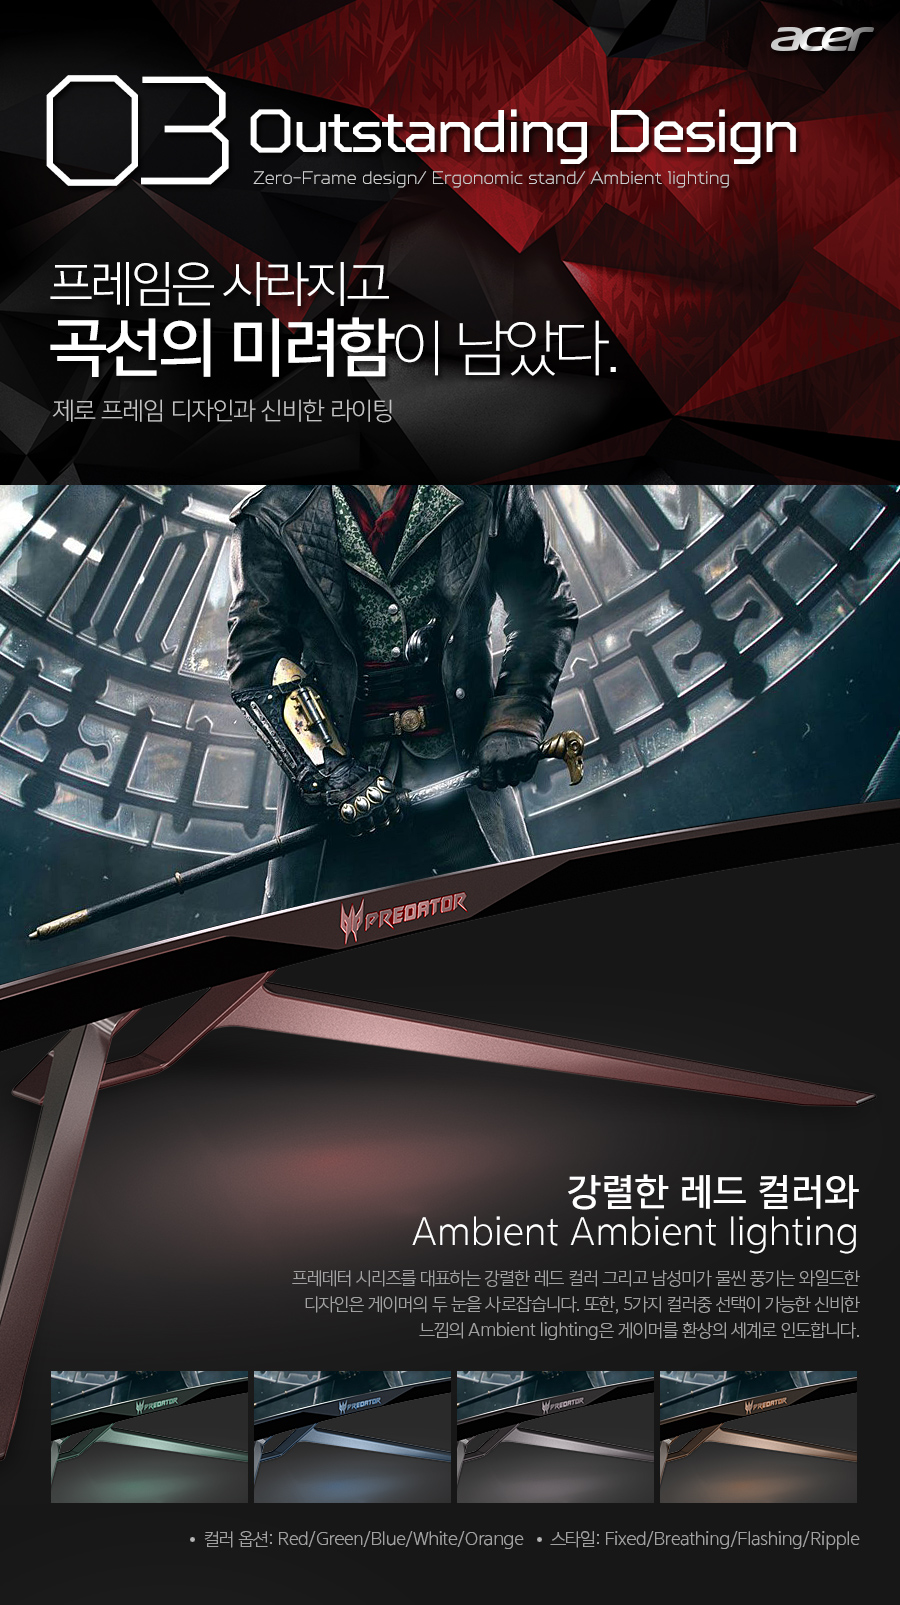 acer
03 Outstanding Design
Zero-Frame design/ Ergonomic stand/ Ambient lighting
프레임은 사라지고
곡선의 미려함이 남았다.
제로 프레임 디자인과 신비한 라이팅
PREDATOR
강렬한 레드 컬러와
Ambient Ambient lighting
프레데터 시리즈를 대표하는 강렬한 레드 컬러 그리고 남성미가 물씬 풍기는 와일드한
디자인은 게이머의 두 눈을 사로잡습니다. 또한, 5가지 컬러중 선택이 가능한 신비한
느낌의 Ambient lighting은 게이머를 환상의 세계로 인도합니다.
PREDATOR PREDATOR PREDATOR PREDATOR
• 컬러 옵션: Red/Green/Blue/White/Orange • 스타일: Fixed/Breathing/Flashing/Ripple